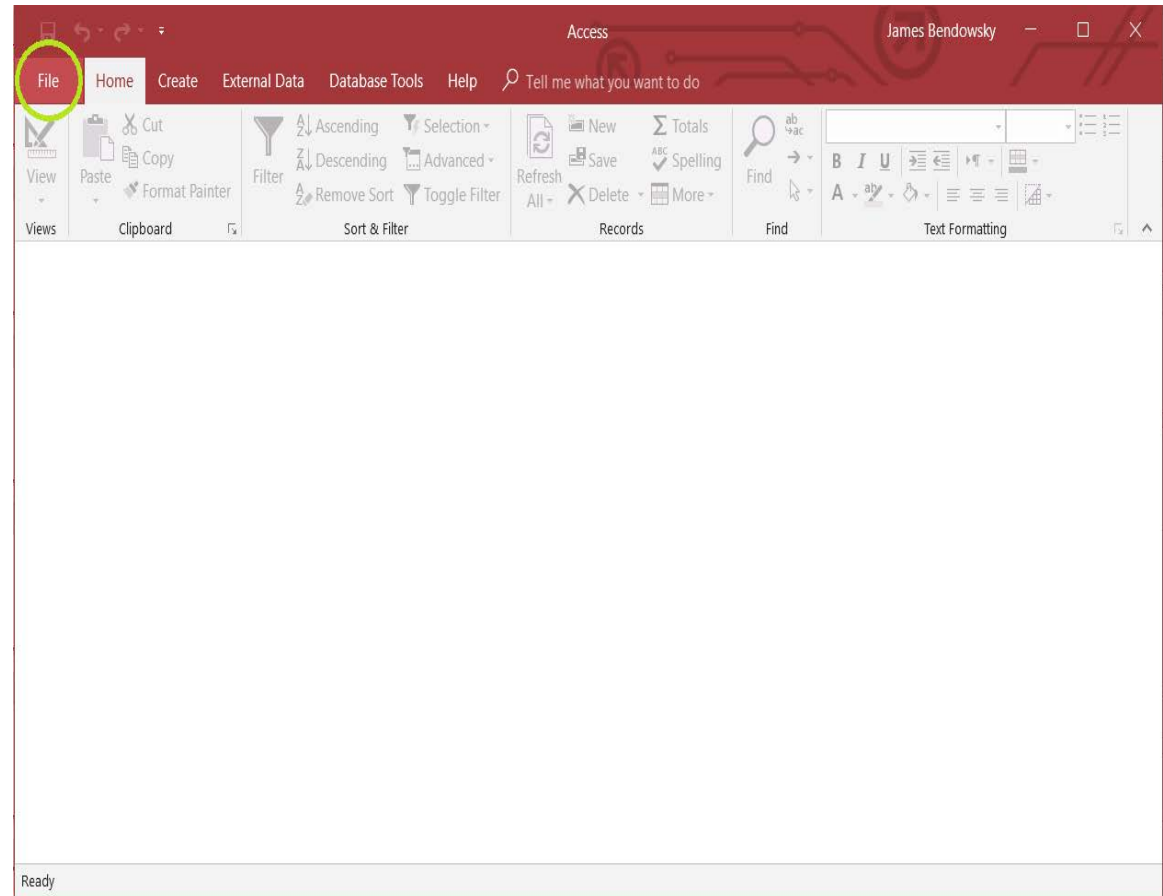 Access
James Bendowsky
File Home Create External Data Database Tools Help Tell me what you want to do
View
Paste
Cut
Copy
Format Painter
Filter
Ascending
Descending
Remove Sort
Selection
Advanced
Toggle Filter
Refresh
All
New
Save
Delete
Totals
Spelling
More
Find
B I U
A
Views Clipboard Sort & Filter Records Find Text Formatting
Ready